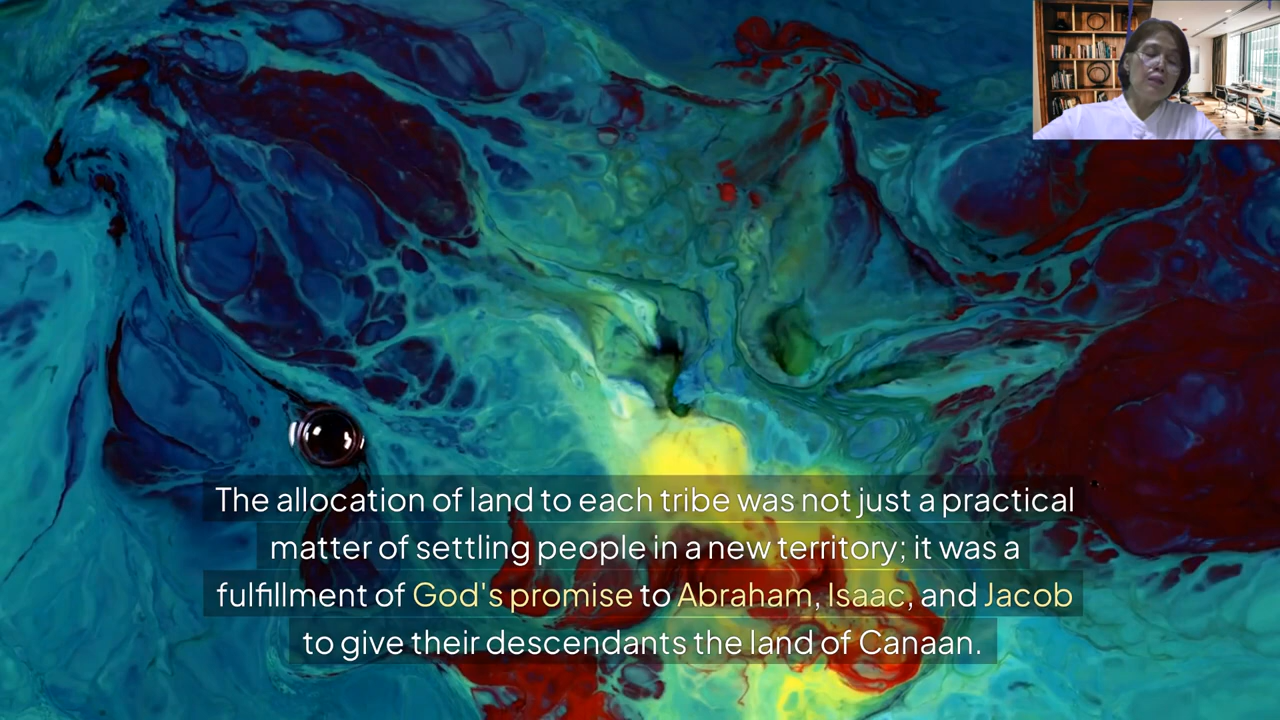 The allocation of land to each tribe was not just a practical
matter of settling people in a new territory; it was a
fulfillment of God's promise to Abraham, Isaac, and Jacob
to give their descendants the land of Canaan.